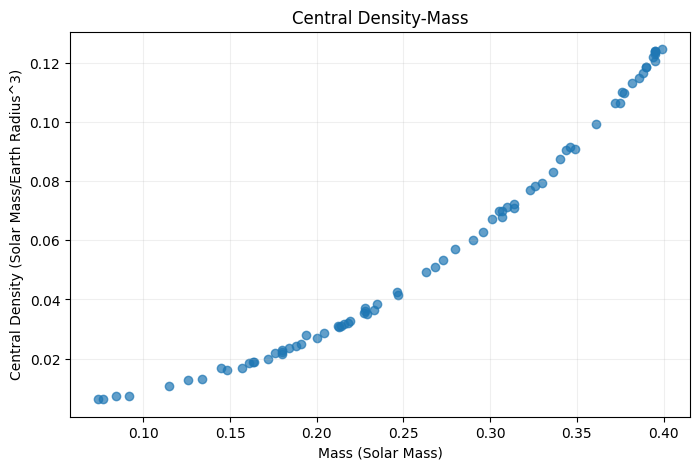 Central Density-Mass
Central Density (Solar Mass/Earth Radius^3)
0.12
0.10
0.08
0.06
0.04
0.02
0.10 0.15 0.20 0.25 0.30 0.35 0.40
Mass (Solar Mass)